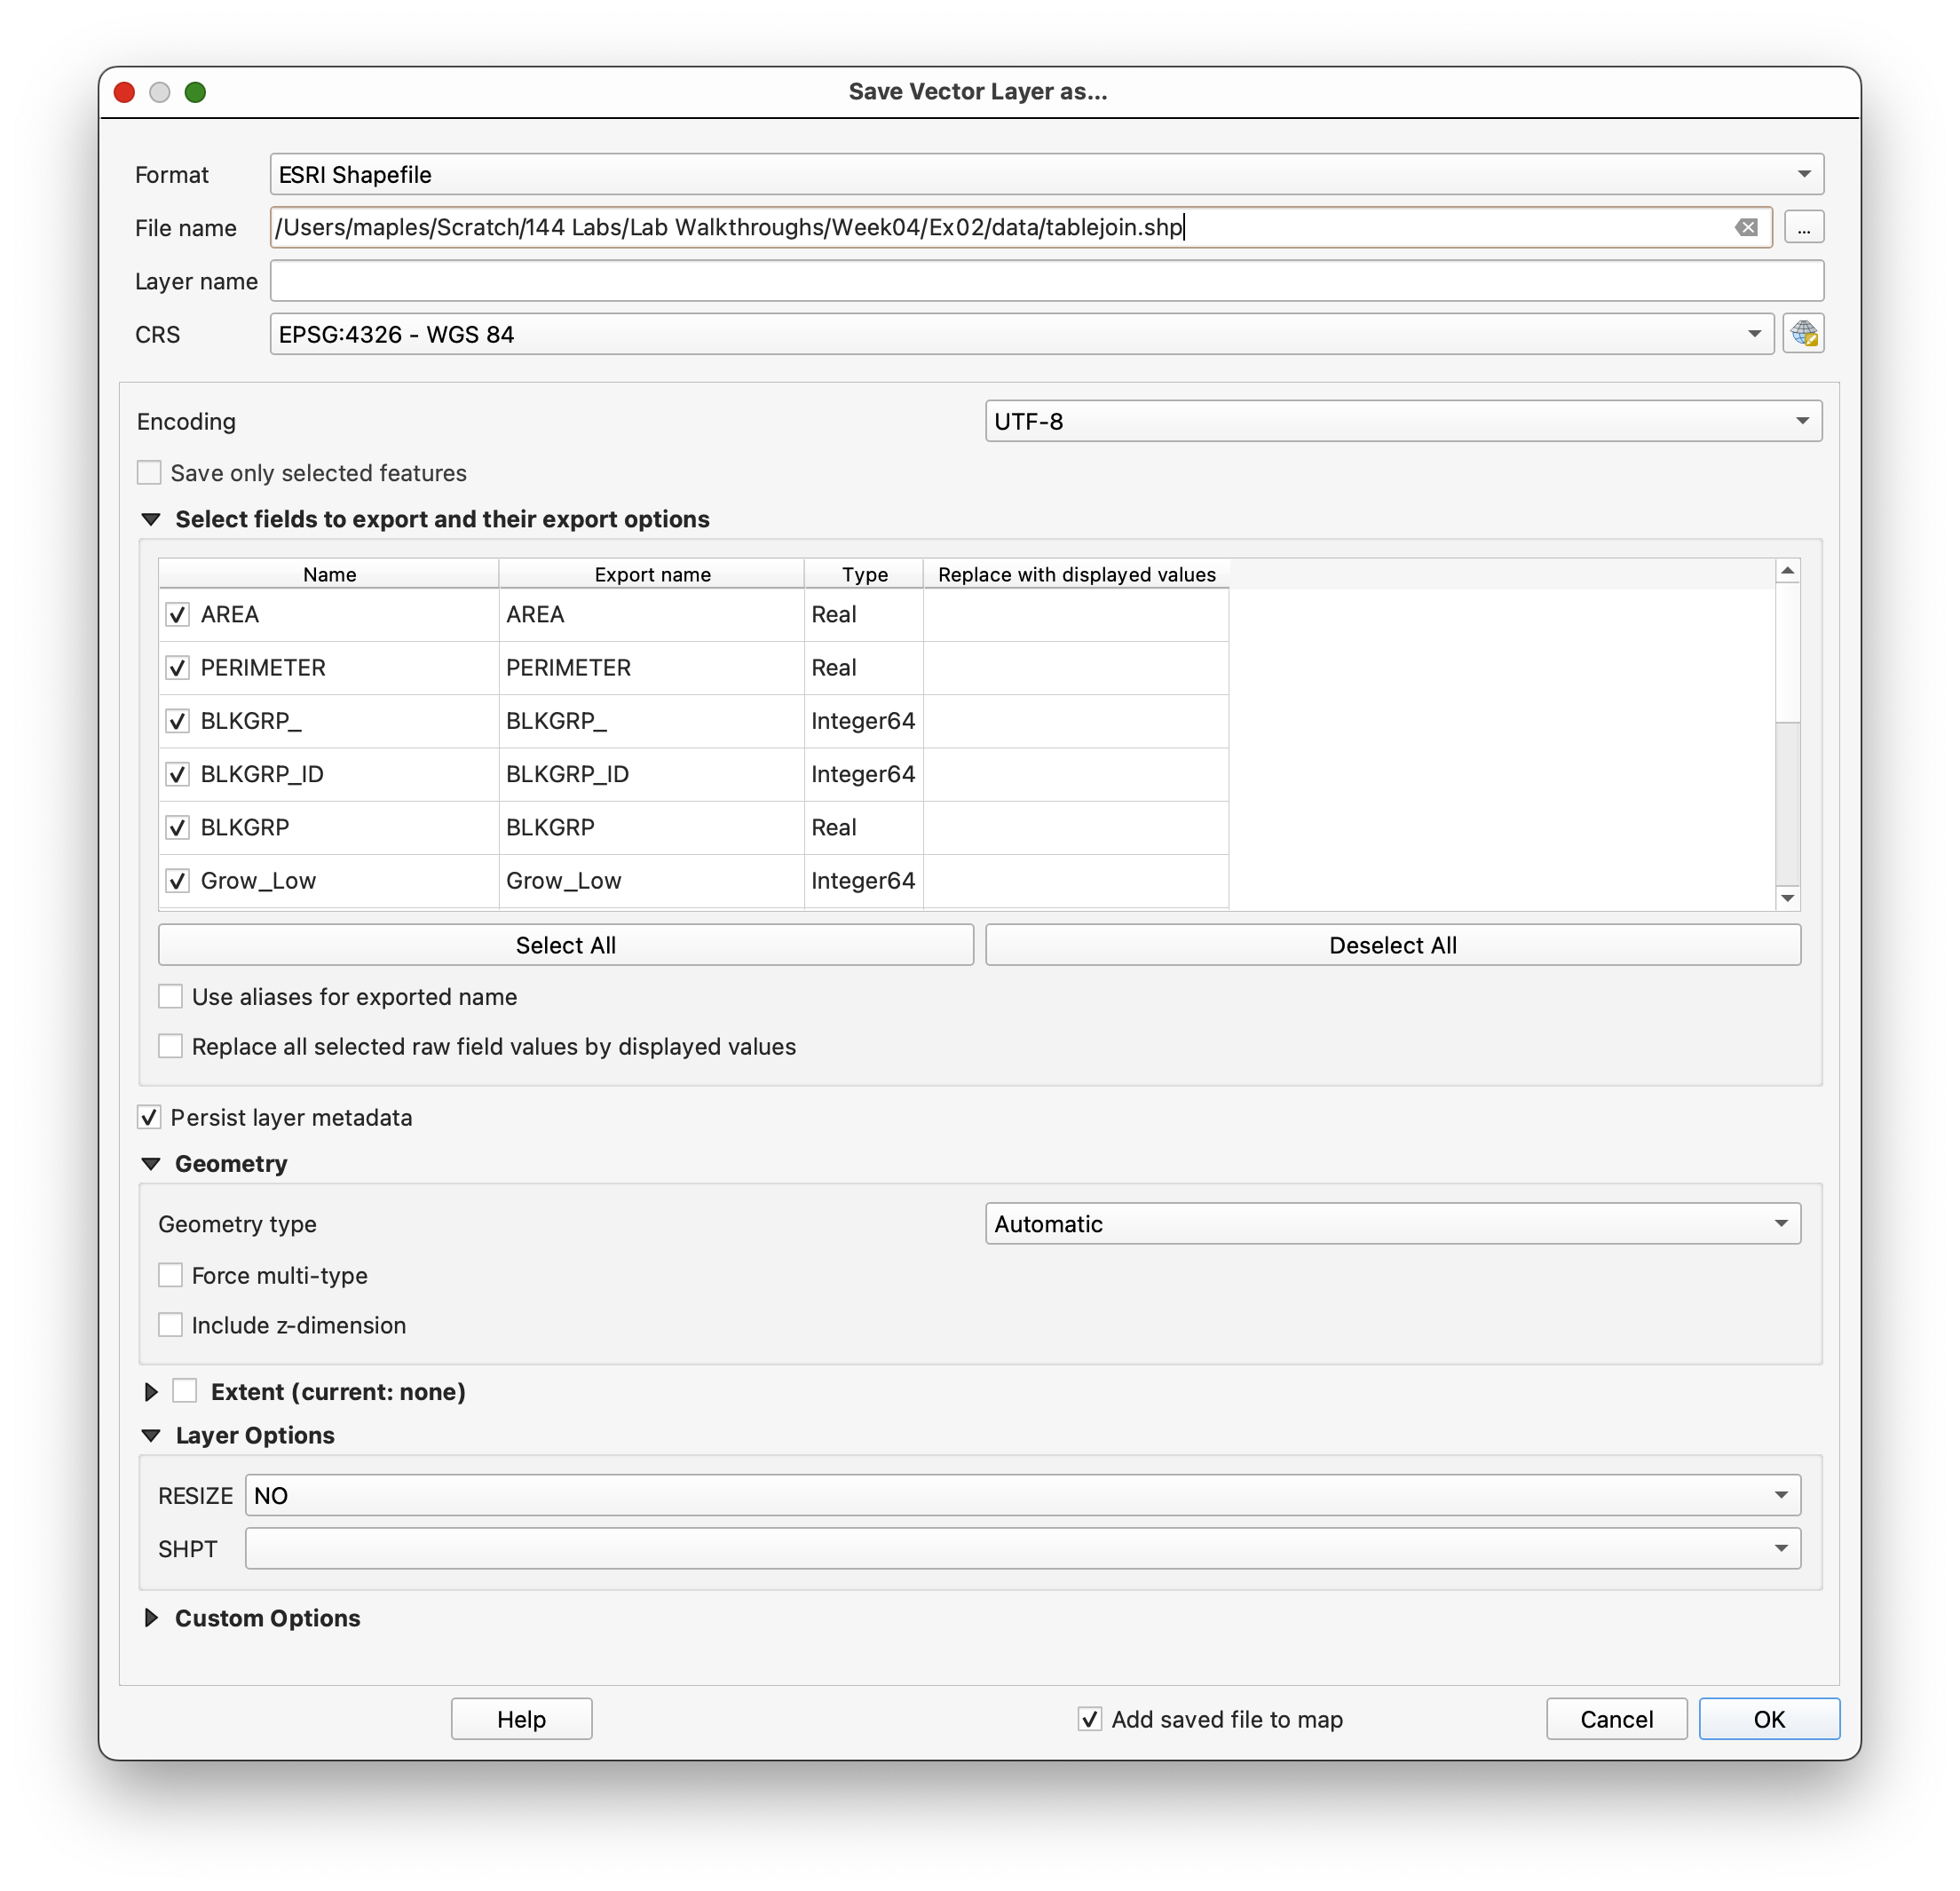 Save Vector Layer as...
Format ESRI Shapefile
File name /Users/maples/Scratch/144 Labs/Lab Walkthroughs/Week04/Ex02/data/tablejoin.shp ...
Layer name
CRS EPSG:4326 - WGS 84
Encoding UTF-8
Save only selected features
Select fields to export and their export options
Name Export name Type Replace with displayed values
AREA AREA Real
PERIMETER PERIMETER Real
BLKGRP_ BLKGRP_ Integer64
BLKGRP_ID BLKGRP_ID Integer64
BLKGRP BLKGRP Real
Grow_Low Grow_Low Integer64
Select All Deselect All
Use aliases for exported name
Replace all selected raw field values by displayed values
Persist layer metadata
Geometry
Geometry type Automatic
Force multi-type
Include z-dimension
Extent (current: none)
Layer Options
RESIZE NO
SHPT
Custom Options
Help Add saved file to map Cancel OK